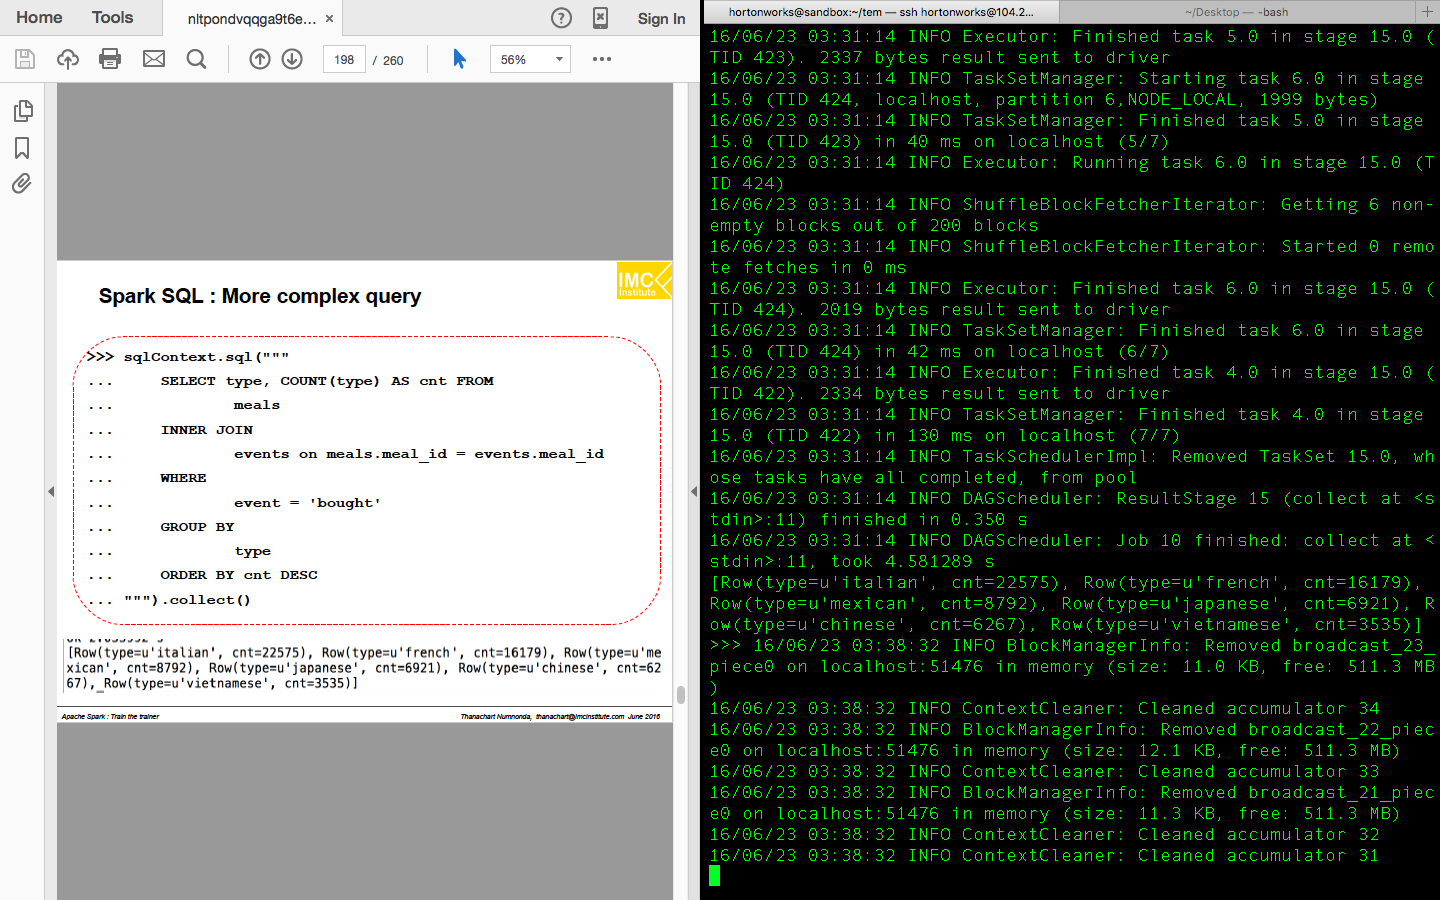 Home Tools nltpondvqqga9t6e... × Sign In
198 / 260 56%
IMC
Institute
Spark SQL : More complex query
>>> sqlContext.sql("""
... SELECT type, COUNT(type) AS cnt FROM
... meals
... INNER JOIN
... events on meals.meal_id = events.meal_id
... WHERE
... event = 'bought'
... GROUP BY
... type
... ORDER BY cnt DESC
... """).collect()
[Row(type=u'italian', cnt=22575), Row(type=u'french', cnt=16179), Row(type=u'me
xican', cnt=8792), Row(type=u'japanese', cnt=6921), Row(type=u'chinese', cnt=62
67), Row(type=u'vietnamese', cnt=3535)]
Apache Spark : Train the trainer Thanachart Numnonda, thanachart@imcinstitute.com June 2016
hortonworks@sandbox:~/tem — ssh hortonworks@104.2... ~/Desktop — -bash +
16/06/23 03:31:14 INFO Executor: Finished task 5.0 in stage 15.0 (
TID 423). 2337 bytes result sent to driver
16/06/23 03:31:14 INFO TaskSetManager: Starting task 6.0 in stage
15.0 (TID 424, localhost, partition 6,NODE_LOCAL, 1999 bytes)
16/06/23 03:31:14 INFO TaskSetManager: Finished task 5.0 in stage
15.0 (TID 423) in 40 ms on localhost (5/7)
16/06/23 03:31:14 INFO Executor: Running task 6.0 in stage 15.0 (T
ID 424)
16/06/23 03:31:14 INFO ShuffleBlockFetcherIterator: Getting 6 non-
empty blocks out of 200 blocks
16/06/23 03:31:14 INFO ShuffleBlockFetcherIterator: Started 0 remo
te fetches in 0 ms
16/06/23 03:31:14 INFO Executor: Finished task 6.0 in stage 15.0 (
TID 424). 2019 bytes result sent to driver
16/06/23 03:31:14 INFO TaskSetManager: Finished task 6.0 in stage
15.0 (TID 424) in 42 ms on localhost (6/7)
16/06/23 03:31:14 INFO Executor: Finished task 4.0 in stage 15.0 (
TID 422). 2334 bytes result sent to driver
16/06/23 03:31:14 INFO TaskSetManager: Finished task 4.0 in stage
15.0 (TID 422) in 130 ms on localhost (7/7)
16/06/23 03:31:14 INFO TaskSchedulerImpl: Removed TaskSet 15.0, wh
ose tasks have all completed, from pool
16/06/23 03:31:14 INFO DAGScheduler: ResultStage 15 (collect at <s
tdin>:11) finished in 0.350 s
16/06/23 03:31:14 INFO DAGScheduler: Job 10 finished: collect at <
stdin>:11, took 4.581289 s
[Row(type=u'italian', cnt=22575), Row(type=u'french', cnt=16179),
Row(type=u'mexican', cnt=8792), Row(type=u'japanese', cnt=6921), R
ow(type=u'chinese', cnt=6267), Row(type=u'vietnamese', cnt=3535)]
>>> 16/06/23 03:38:32 INFO BlockManagerInfo: Removed broadcast_23_
piece0 on localhost:51476 in memory (size: 11.0 KB, free: 511.3 MB
)
16/06/23 03:38:32 INFO ContextCleaner: Cleaned accumulator 34
16/06/23 03:38:32 INFO BlockManagerInfo: Removed broadcast_22_piec
e0 on localhost:51476 in memory (size: 12.1 KB, free: 511.3 MB)
16/06/23 03:38:32 INFO ContextCleaner: Cleaned accumulator 33
16/06/23 03:38:32 INFO BlockManagerInfo: Removed broadcast_21_piec
e0 on localhost:51476 in memory (size: 11.3 KB, free: 511.3 MB)
16/06/23 03:38:32 INFO ContextCleaner: Cleaned accumulator 32
16/06/23 03:38:32 INFO ContextCleaner: Cleaned accumulator 31